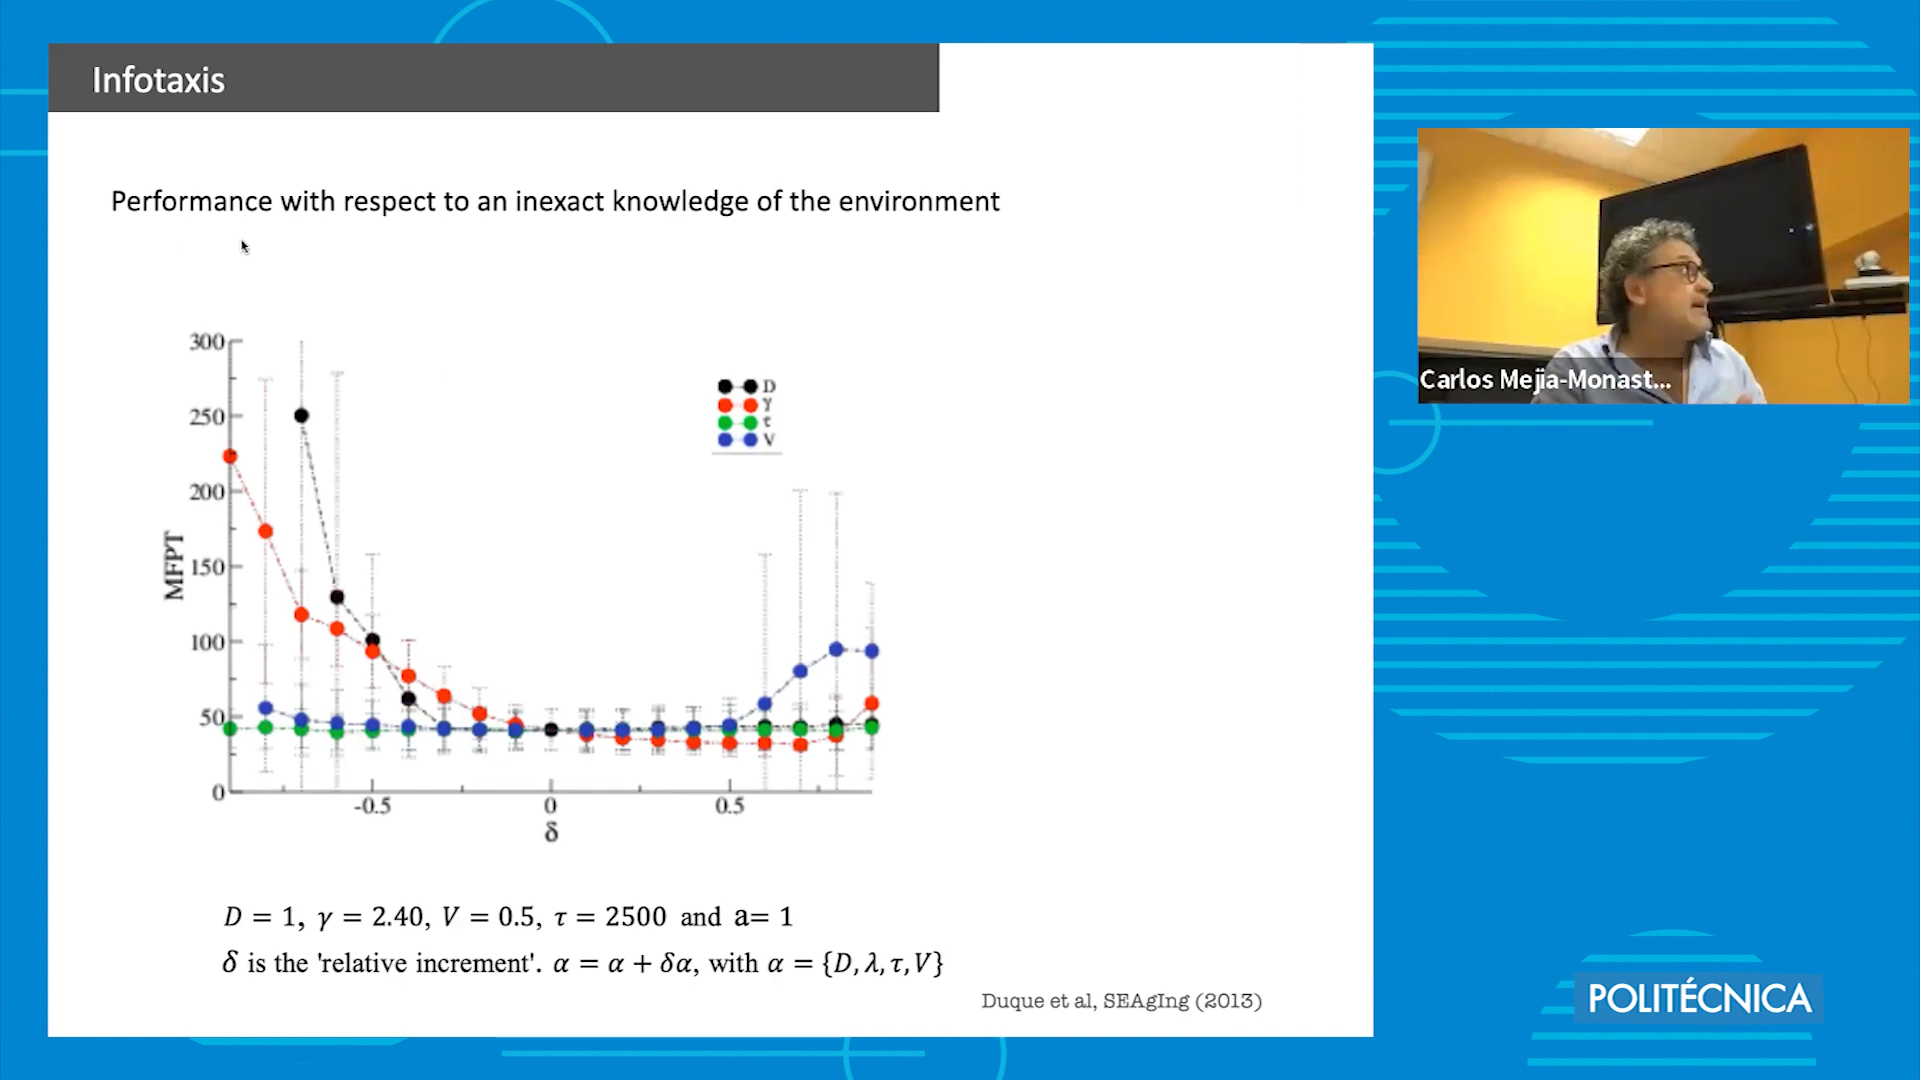 Infotaxis
Performance with respect to an inexact knowledge of the environment
300
250
200
150
100
50
0
MFPT
-0.5
0
0.5
δ
D
γ
τ
V
D = 1, γ = 2.40, V = 0.5, τ = 2500 and a= 1
δ is the 'relative increment'. α = α + δα, with α = {D, λ, τ, V}
Duque et al, SEAgIng (2013)
Carlos Mejia-Monast...
POLITÉCNICA